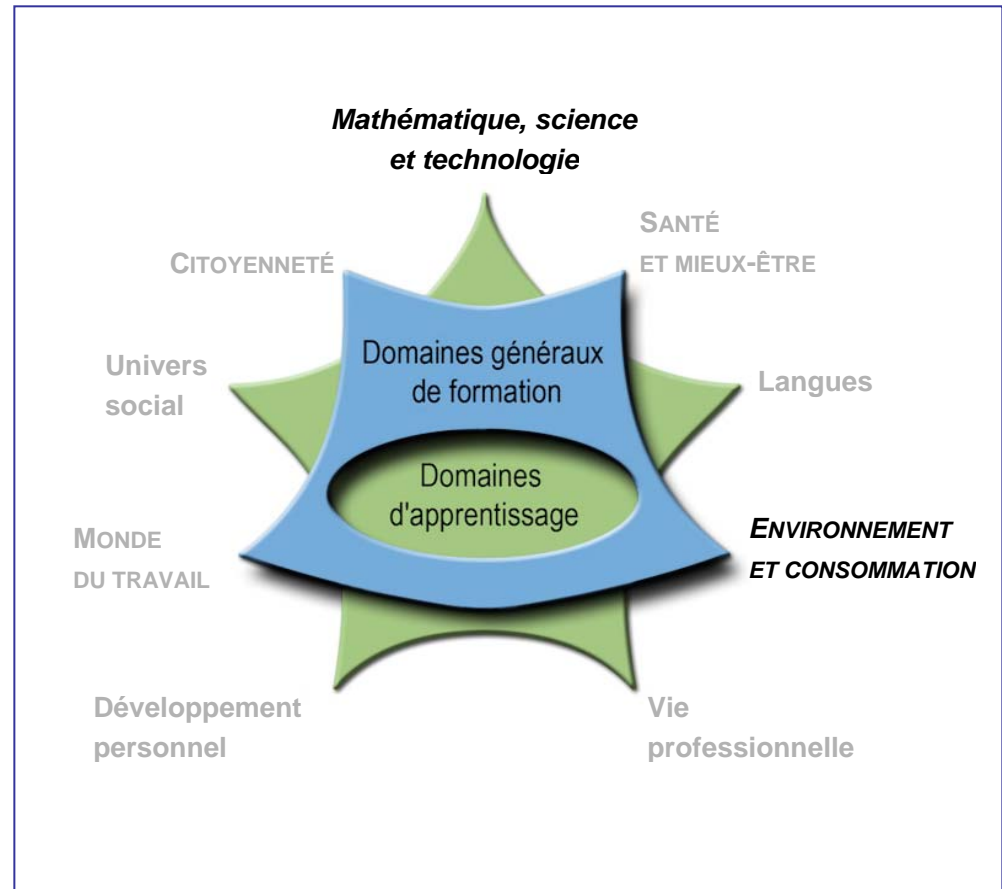 Mathématique, science
et technologie
SANTÉ
ET MIEUX-ÊTRE
CITOYENNETÉ
Domaines généraux
de formation
Univers
social
Langues
Domaines
d'apprentissage
MONDE
DU TRAVAIL
ENVIRONNEMENT
ET CONSOMMATION
Développement
personnel
Vie
professionnelle